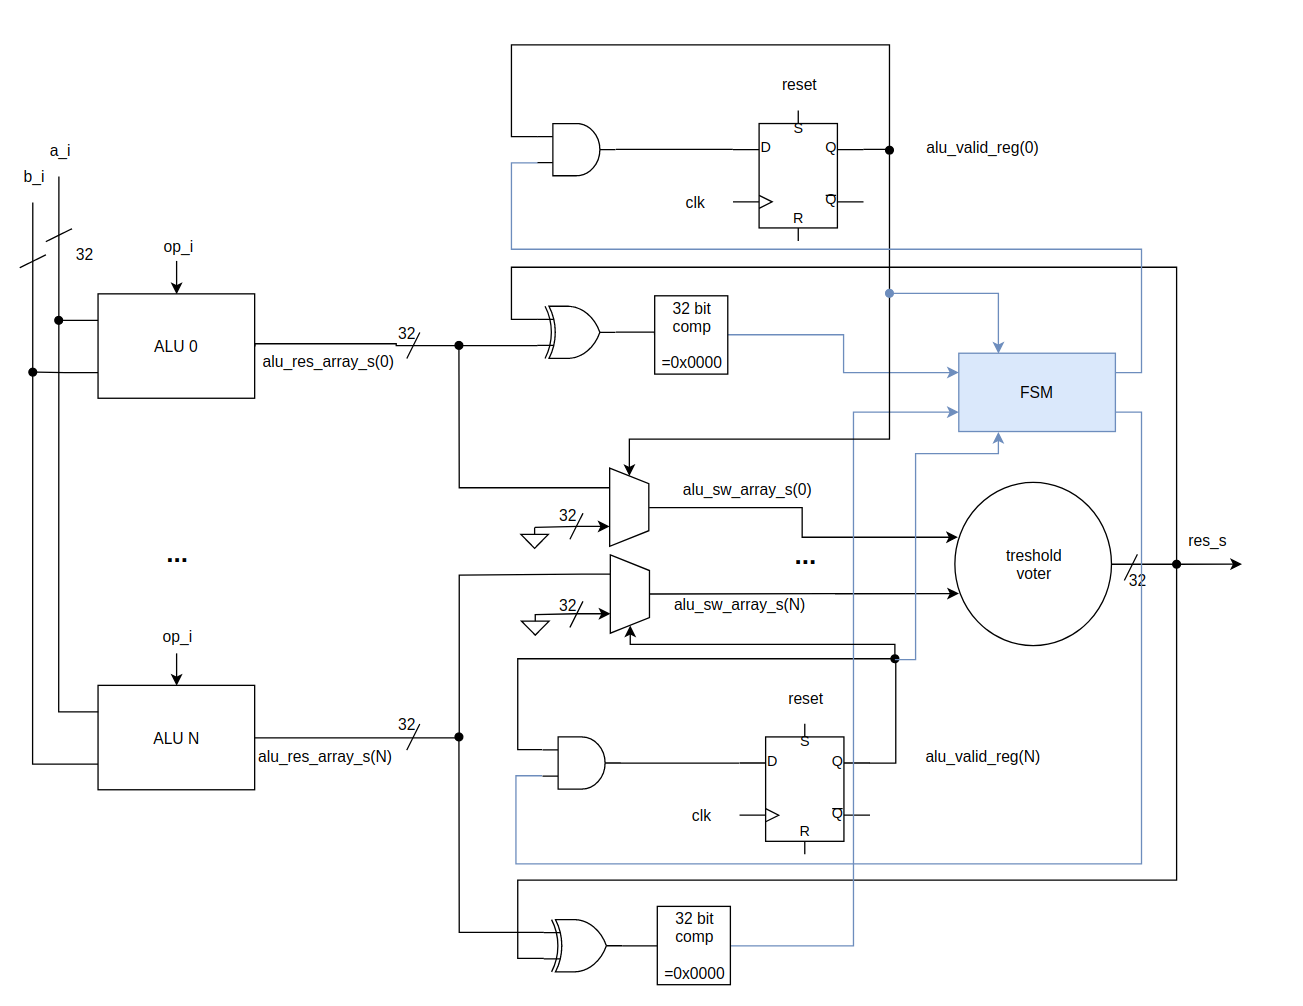 reset
S
D
Q
alu_valid_reg(0)
clk
Q
R
a_i
b_i
32
op_i
ALU 0
32
alu_res_array_s(0)
32 bit
comp
=0x0000
FSM
alu_sw_array_s(0)
32
...
...
treshold
voter
res_s
32
32
alu_sw_array_s(N)
op_i
ALU N
32
alu_res_array_s(N)
reset
S
D
Q
alu_valid_reg(N)
clk
Q
R
32 bit
comp
=0x0000